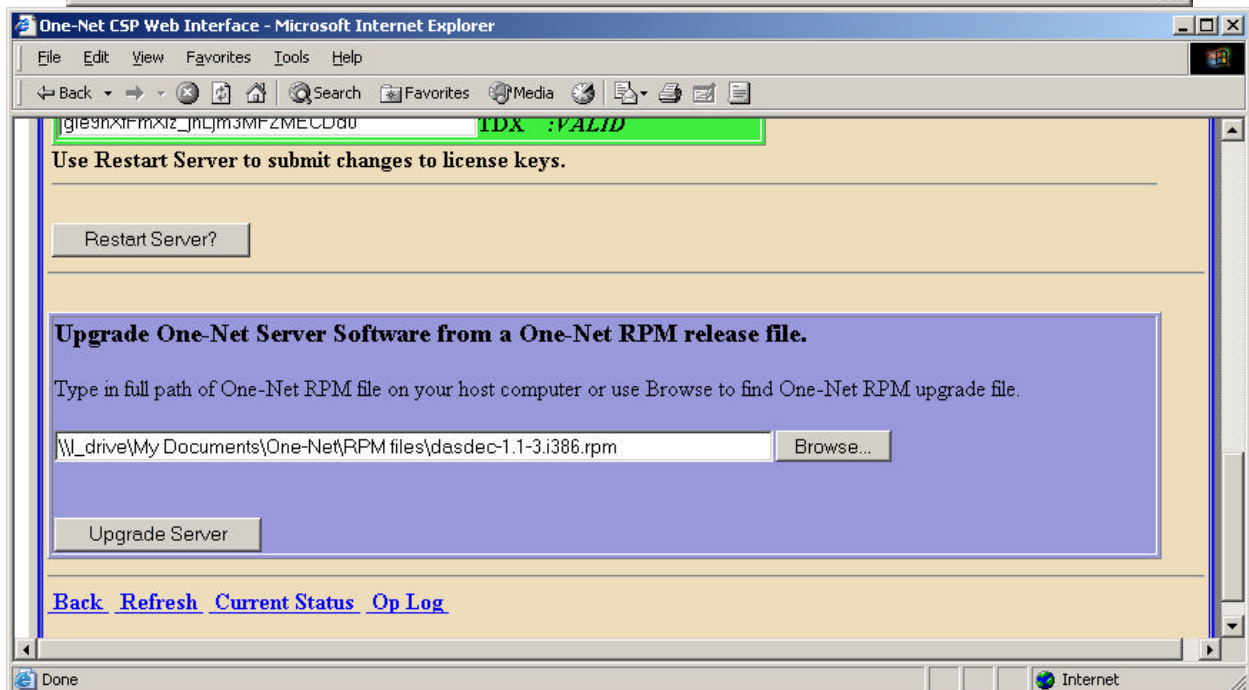 One-Net CSP Web Interface - Microsoft Internet Explorer
File Edit View Favorites Tools Help
Back Search Favorites Media
TDX :VALID
Use Restart Server to submit changes to license keys.
Restart Server?
Upgrade One-Net Server Software from a One-Net RPM release file.
Type in full path of One-Net RPM file on your host computer or use Browse to find One-Net RPM upgrade file.
\\I_drive\My Documents\One-Net\RPM files\dasdec-1.1-3.i386.rpm Browse...
Upgrade Server
Back Refresh Current Status Op Log
Done Internet